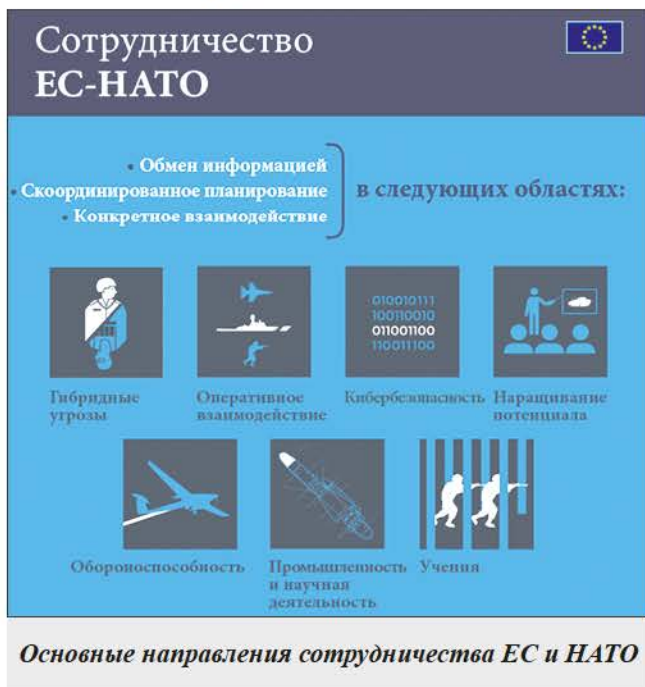 Сотрудничество
ЕС-НАТО
• Обмен информацией
• Скоординированное планирование
• Конкретное взаимодействие
в следующих областях:
010010111
100110010
011001100
110011100
Гибридные
угрозы
Оперативное
взаимодействие
Кибербезопасность
Наращивание
потенциала
Обороноспособность
Промышленность
и научная
деятельность
Учения
Основные направления сотрудничества ЕС и НАТО